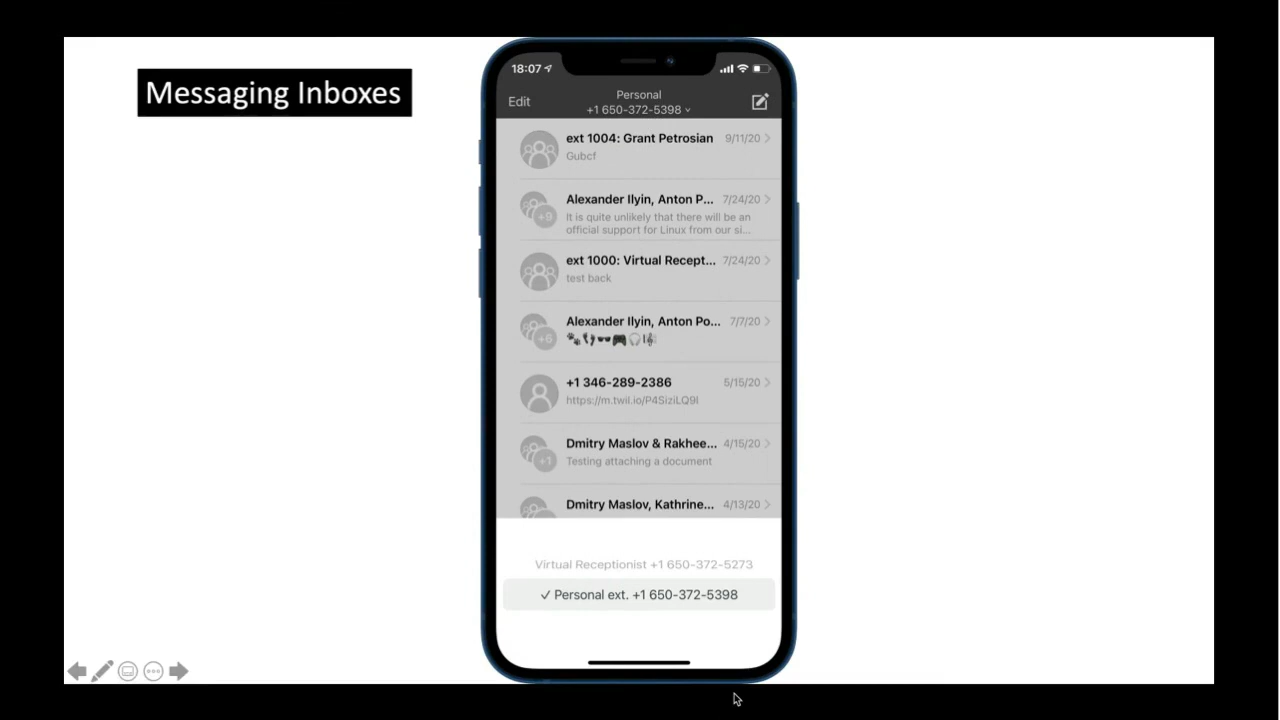 Messaging Inboxes
18:07
Edit
Personal
+1 650-372-5398
ext 1004: Grant Petrosian 9/11/20
Gubcf
Alexander Ilyin, Anton P... 7/24/20
+9
It is quite unlikely that there will be an
official support for Linux from our si...
ext 1000: Virtual Recept... 7/24/20
test back
Alexander Ilyin, Anton Po... 7/7/20
+6
🐾👣🕶🎮🎧🎼
+1 346-289-2386 5/15/20
https://m.twil.io/P4SiziLQ9I
Dmitry Maslov & Rakhee... 4/15/20
+1
Testing attaching a document
Dmitry Maslov, Kathrine... 4/13/20
Virtual Receptionist +1 650-372-5273
✓ Personal ext. +1 650-372-5398